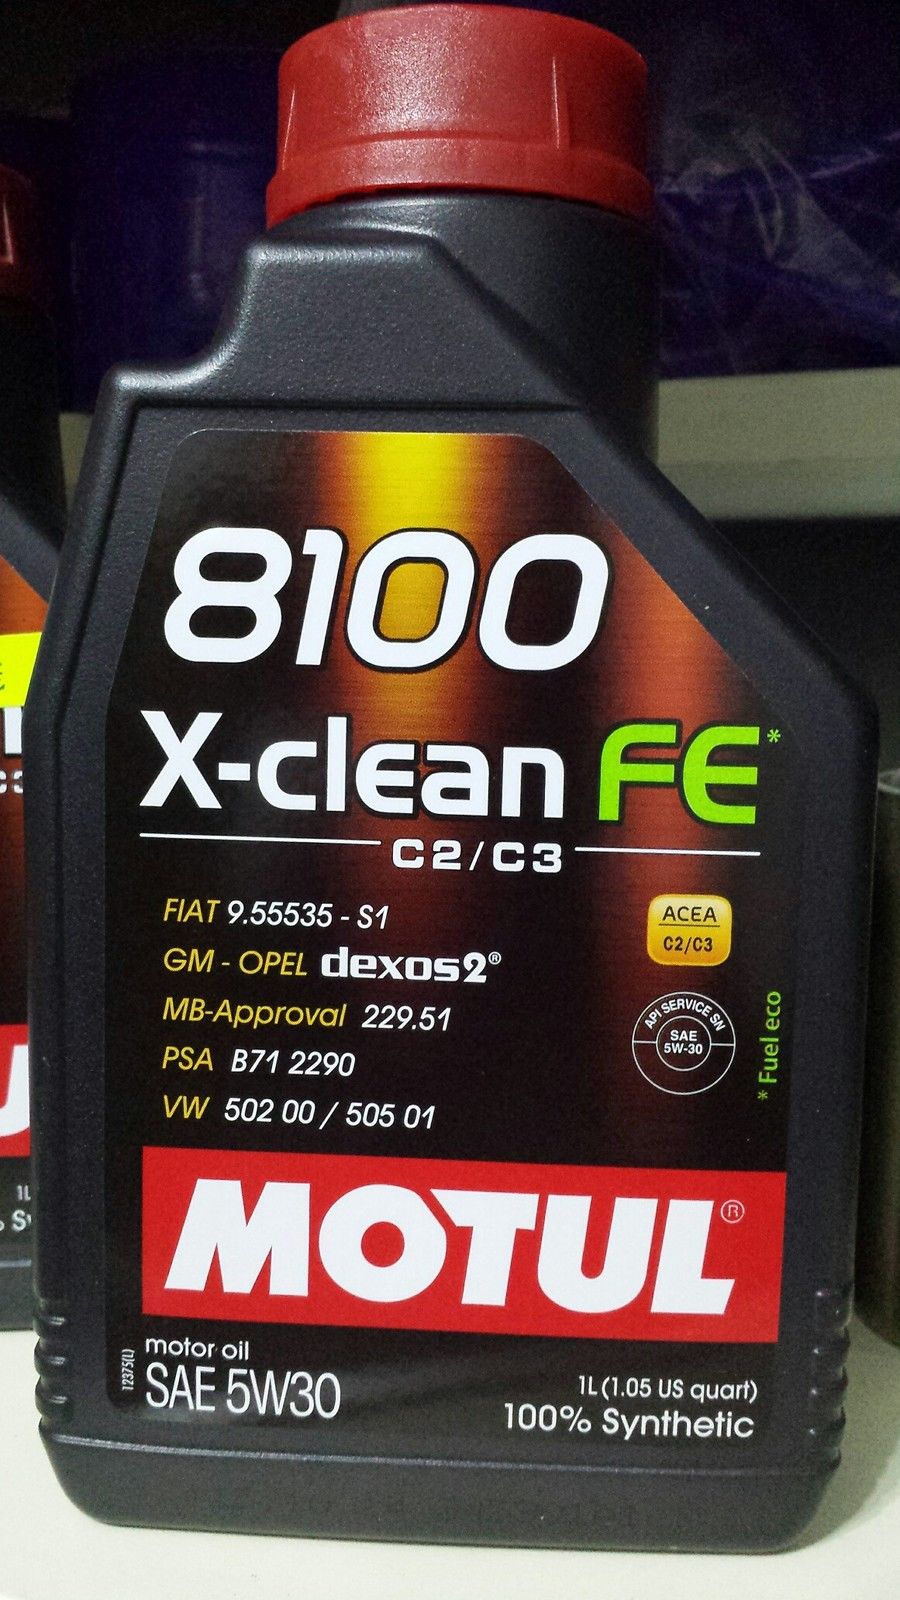 8100
X-clean FE*
C2/C3
FIAT 9.55535 - S1
GM - OPEL dexos2®
MB-Approval 229.51
PSA B71 2290
VW 502 00 / 505 01
ACEA
C2/C3
API SERVICE SN
SAE
5W-30
* Fuel eco
MOTUL®
motor oil
SAE 5W30
12375(L)
1L (1.05 US quart)
100% Synthetic